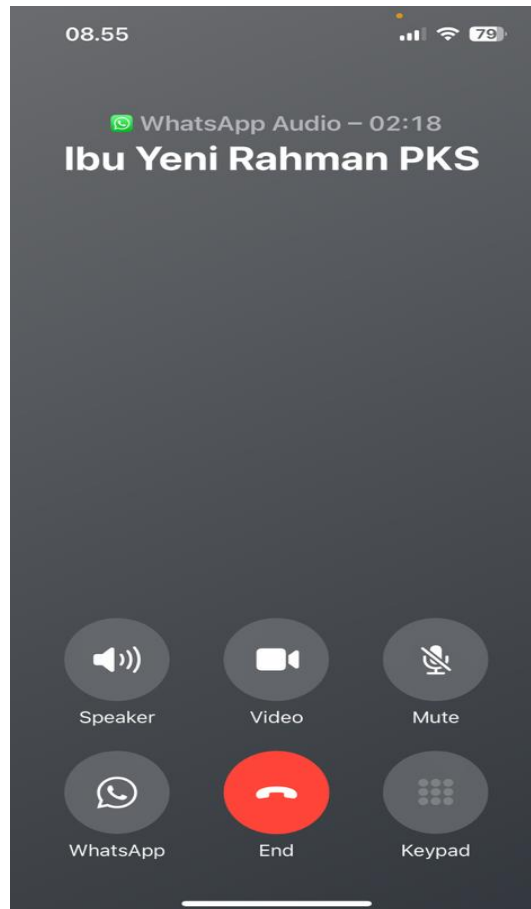 08.55 79
WhatsApp Audio – 02:18
Ibu Yeni Rahman PKS
Speaker Video Mute
WhatsApp End Keypad